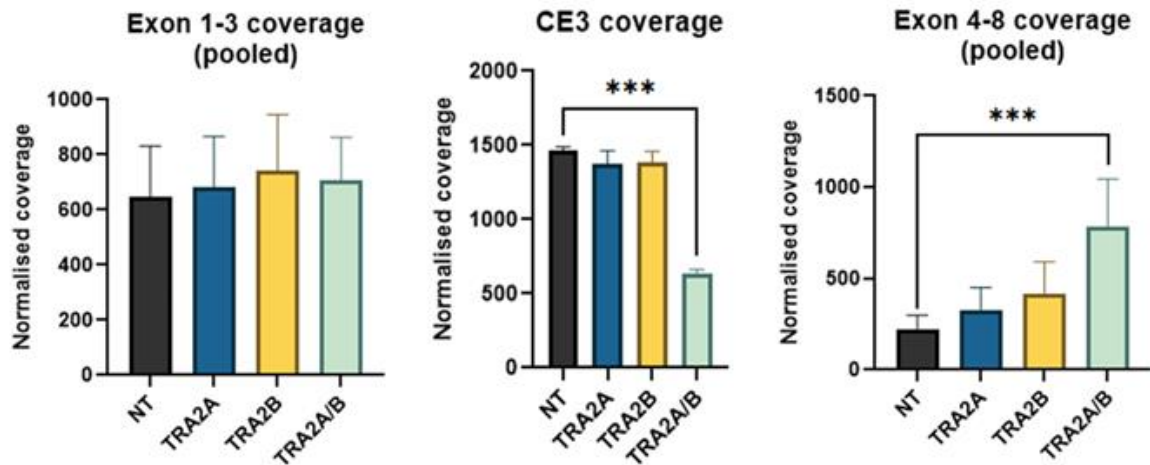 Exon 1-3 coverage
(pooled)
Normalised coverage
1000
800
600
400
200
0
NT
TRA2A
TRA2B
TRA2A/B
CE3 coverage
Normalised coverage
2000
1500
1000
500
0
***
NT
TRA2A
TRA2B
TRA2A/B
Exon 4-8 coverage
(pooled)
Normalised coverage
1500
1000
500
0
***
NT
TRA2A
TRA2B
TRA2A/B